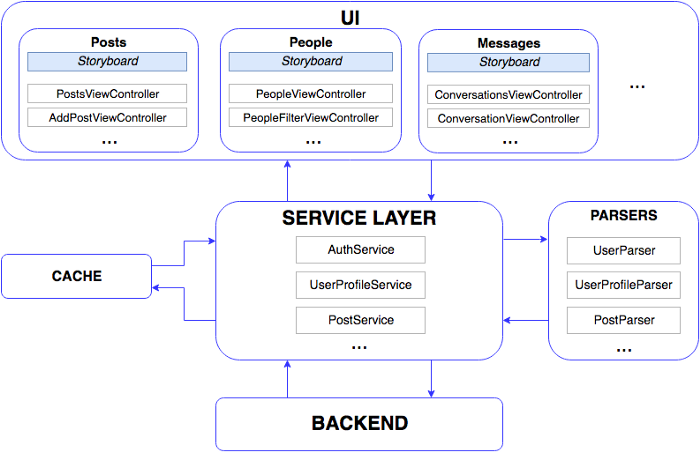 UI
Posts
Storyboard
PostsViewController
AddPostViewController
...
People
Storyboard
PeopleViewController
PeopleFilterViewController
...
Messages
Storyboard
ConversationsViewController
ConversationViewController
...
...
SERVICE LAYER
AuthService
UserProfileService
PostService
...
PARSERS
UserParser
UserProfileParser
PostParser
...
CACHE
BACKEND